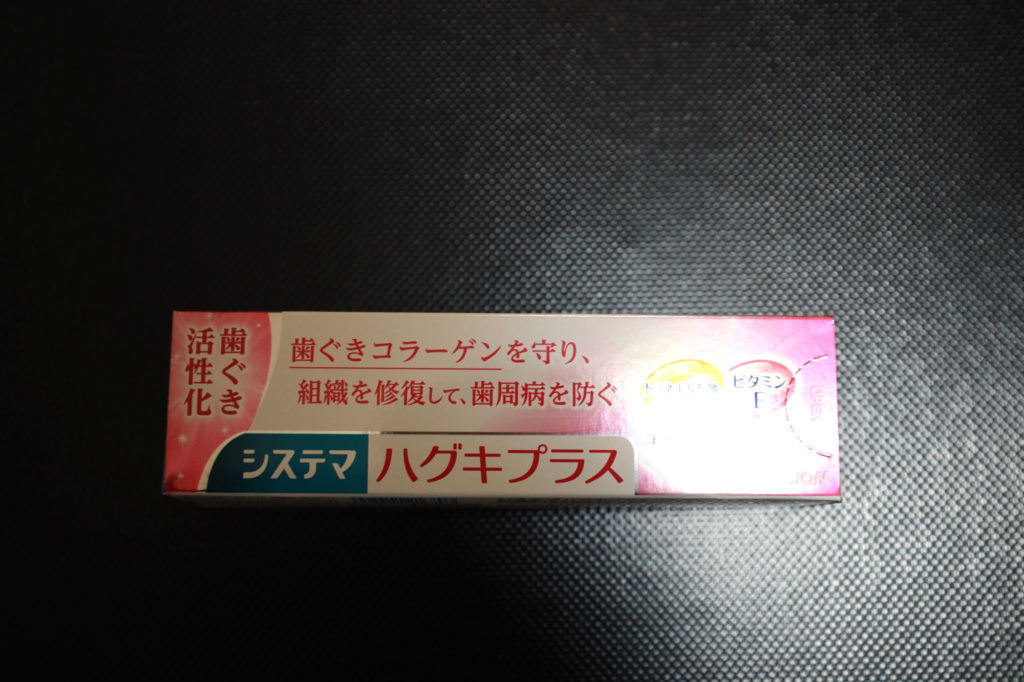 歯ぐき
活性化
歯ぐきコラーゲンを守り、
組織を修復して、歯周病を防ぐ
システマ ハグキプラス
ビタミン
E
OPEN